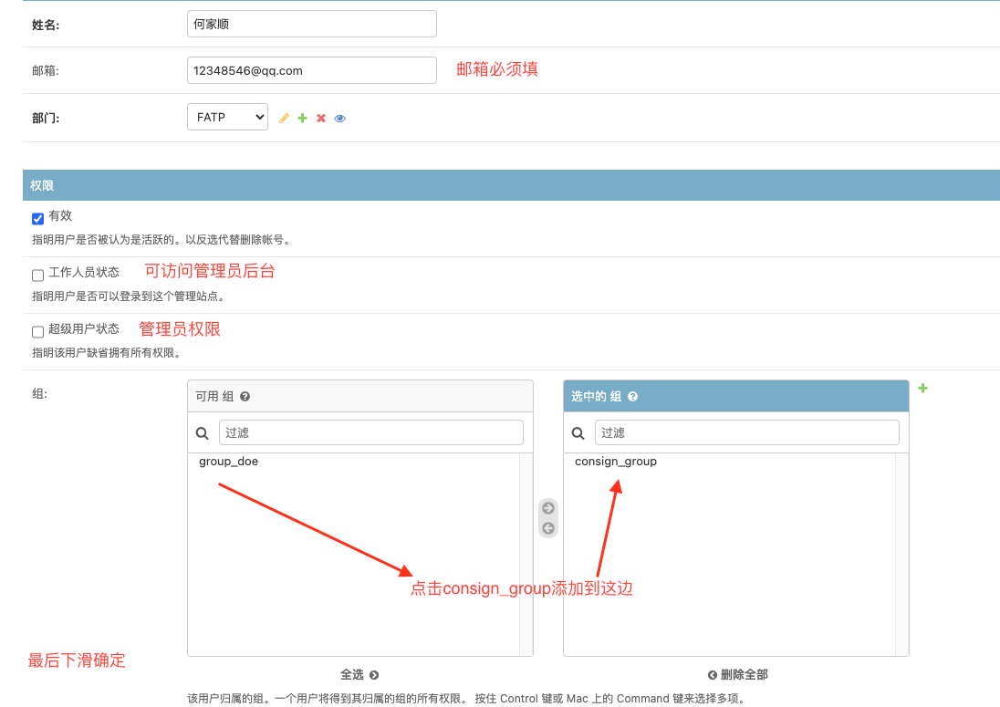 姓名:
何家顺
邮箱:
12348546@qq.com
邮箱必须填
部门:
FATP
权限
有效
指明用户是否被认为是活跃的。以反选代替删除帐号。
工作人员状态
可访问管理员后台
指明用户是否可以登录到这个管理站点。
超级用户状态
管理员权限
指明该用户缺省拥有所有权限。
组:
可用 组
选中的 组
过滤
过滤
group_doe
consign_group
点击consign_group添加到这边
最后下滑确定
全选
删除全部
该用户归属的组。一个用户将得到其归属的组的所有权限。 按住 Control 键或 Mac 上的 Command 键来选择多项。